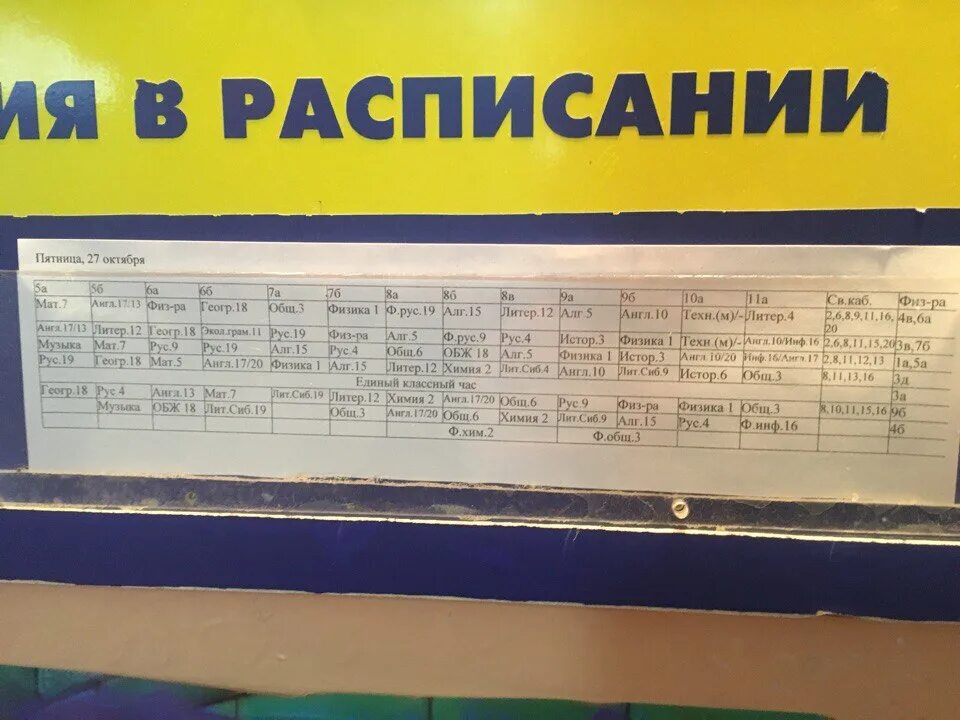 ИЯ В РАСПИСАНИИ
Пятница, 27 октября
5а 5б 6а 6б 7а 7б 8а 8б 8в 9а 9б 10а 11а Св.каб. Физ-ра
Мат.7 Англ.17/13 Физ-ра Геогр.18 Общ.3 Физика 1 Ф.рус.19 Алг.10 Литер.12 Алг.5 Англ.10 Техн.(м)/- Литер.4 2,6,8,9,11,16, 20 4в,6а
Англ.17/13 Литер.12 Геогр.18 Экол.грам.11 Рус.19 Физ-ра Алг.5 Ф.рус.9 Рус.4 Истор.3 Физика 1 Техн (м)/- Англ.10/Инф.16 2,6,8,11,15,20 3в,7б
Музыка Мат.7 Рус.9 Рус.19 Алг.15 Рус.4 Общ.6 ОБЖ 18 Алг.5 Физика 1 Истор.3 Англ.10/20 Инф.16/Англ.17 2,8,11,12,13 1а,5а
Рус.19 Геогр.18 Мат.5 Англ.17/20 Физика 1 Алг.15 Литер.12 Химия 2 Лит.Сиб.4 Англ.10 Лит.Сиб.9 Истор.6 Общ.3 8,11,13,16 3д
Единый классный час 3а
Геогр.18 Рус 4 Англ.13 Мат.7 Лит.Сиб.19 Литер.12 Химия 2 Англ.17/20 Общ.6 Рус.9 Физ-ра Физика 1 Общ.3 8,10,11,15,16 9б
Музыка ОБЖ 18 Лит.Сиб.19 Общ.3 Англ.17/20 Общ.6 Химия 2 Лит.Сиб.9 Алг.15 Рус.4 Ф.инф.16 4б
Ф.хим.2 Ф.общ.3